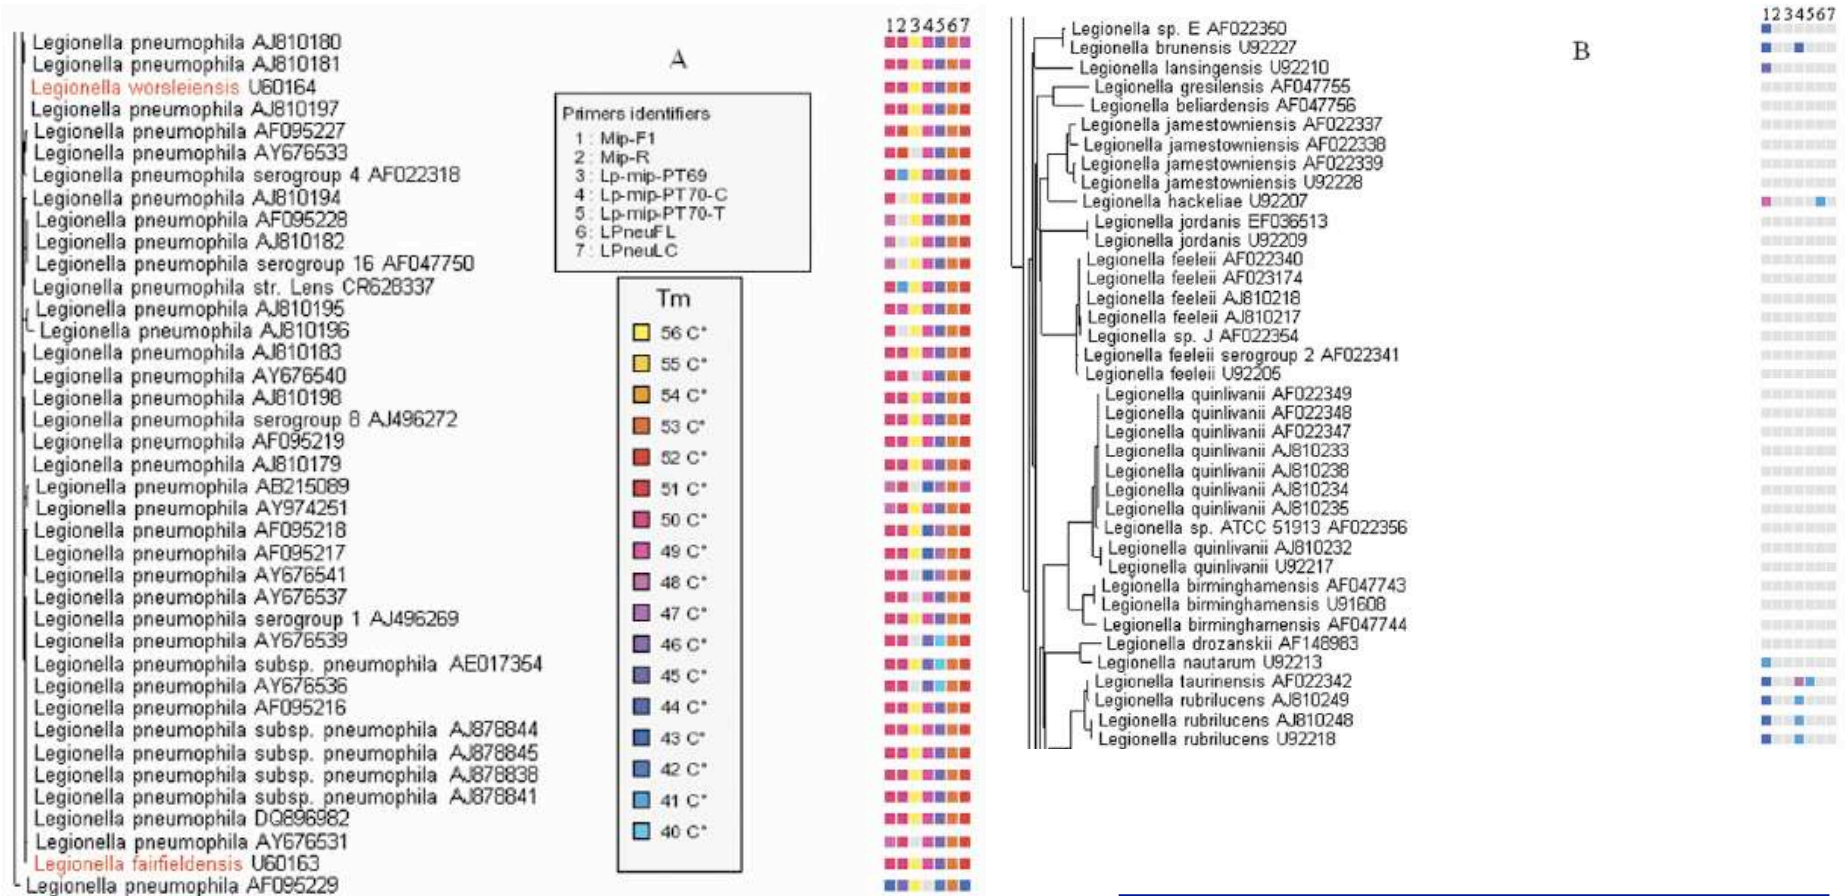 1234567
Legionella pneumophila AJ810180
Legionella pneumophila AJ810181
Legionella worsleiensis U60164
Legionella pneumophila AJ810197
Legionella pneumophila AF095227
Legionella pneumophila AY676533
Legionella pneumophila serogroup 4 AF022318
Legionella pneumophila AJ810194
Legionella pneumophila AF095228
Legionella pneumophila AJ810182
Legionella pneumophila serogroup 16 AF047750
Legionella pneumophila str. Lens CR628337
Legionella pneumophila AJ810195
Legionella pneumophila AJ810196
Legionella pneumophila AJ810183
Legionella pneumophila AY676540
Legionella pneumophila AJ810198
Legionella pneumophila serogroup 8 AJ496272
Legionella pneumophila AF095219
Legionella pneumophila AJ810179
Legionella pneumophila AB215089
Legionella pneumophila AY974251
Legionella pneumophila AF095218
Legionella pneumophila AF095217
Legionella pneumophila AY676541
Legionella pneumophila AY676537
Legionella pneumophila serogroup 1 AJ496269
Legionella pneumophila AY676539
Legionella pneumophila subsp. pneumophila AE017354
Legionella pneumophila AY676536
Legionella pneumophila AF095216
Legionella pneumophila subsp. pneumophila AJ878844
Legionella pneumophila subsp. pneumophila AJ878845
Legionella pneumophila subsp. pneumophila AJ878838
Legionella pneumophila subsp. pneumophila AJ878841
Legionella pneumophila DQ896982
Legionella pneumophila AY676531
Legionella fairfieldensis U60163
Legionella pneumophila AF095229
A
Primers identifiers
1 : Mip-F1
2 : Mip-R
3 : Lp-mip-PT69
4 : Lp-mip-PT70-C
5 : Lp-mip-PT70-T
6 : LPneuFL
7 : LPneuLC
Tm
56 C°
55 C°
54 C°
53 C°
52 C°
51 C°
50 C°
49 C°
48 C°
47 C°
46 C°
45 C°
44 C°
43 C°
42 C°
41 C°
40 C°
1234567
B
Legionella sp. E AF022350
Legionella brunensis U92227
Legionella lansingensis U92210
Legionella gresilensis AF047755
Legionella beliardensis AF047756
Legionella jamestowniensis AF022337
Legionella jamestowniensis AF022338
Legionella jamestowniensis AF022339
Legionella jamestowniensis U92228
Legionella hackeliae U92207
Legionella jordanis EF036513
Legionella jordanis U92209
Legionella feeleii AF022340
Legionella feeleii AF023174
Legionella feeleii AJ810218
Legionella feeleii AJ810217
Legionella sp. J AF022354
Legionella feeleii serogroup 2 AF022341
Legionella feeleii U92205
Legionella quinlivanii AF022349
Legionella quinlivanii AF022348
Legionella quinlivanii AF022347
Legionella quinlivanii AJ810233
Legionella quinlivanii AJ810238
Legionella quinlivanii AJ810234
Legionella quinlivanii AJ810235
Legionella sp. ATCC 51913 AF022356
Legionella quinlivanii AJ810232
Legionella quinlivanii U92217
Legionella birminghamensis AF047743
Legionella birminghamensis U91608
Legionella birminghamensis AF047744
Legionella drozanskii AF148983
Legionella nautarum U92213
Legionella taurinensis AF022342
Legionella rubrilucens AJ810249
Legionella rubrilucens AJ810248
Legionella rubrilucens U92218